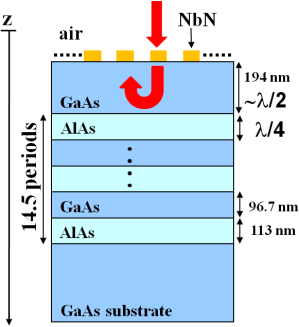 z
NbN
air
194 nm
~λ/2
GaAs
AlAs
λ/4
14.5 periods
GaAs
96.7 nm
AlAs
113 nm
GaAs substrate